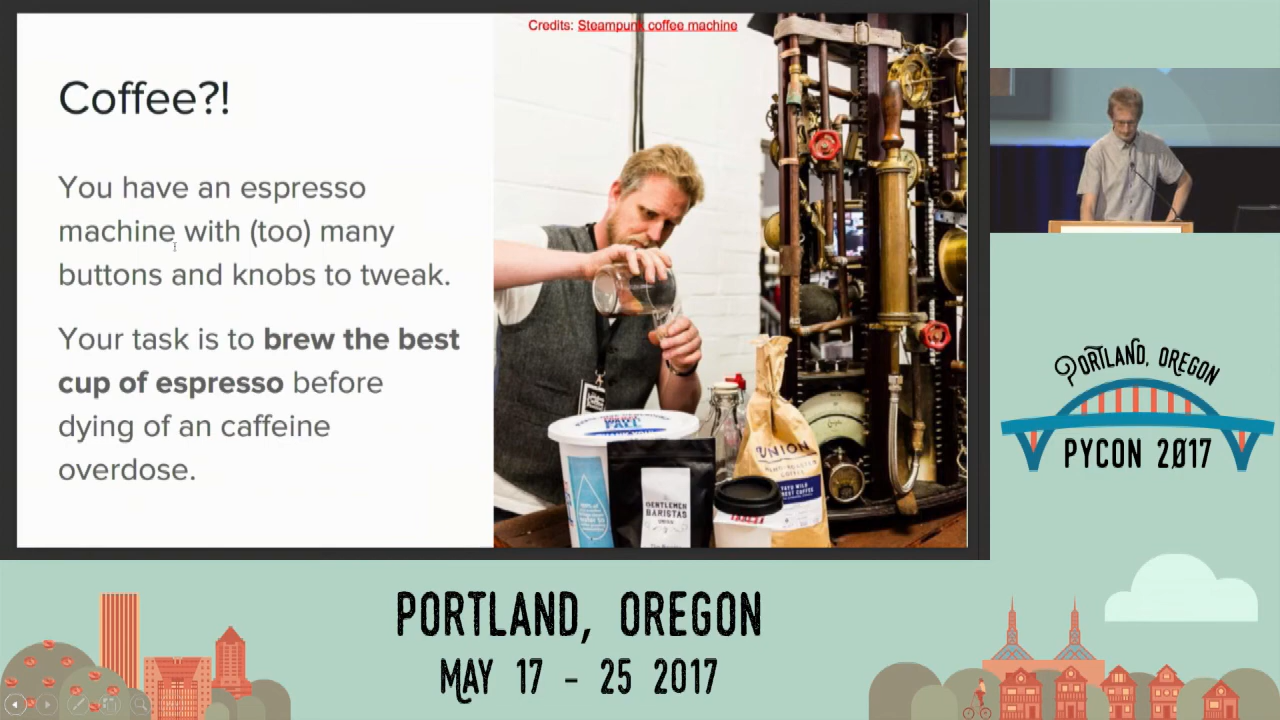 Credits: Steampunk coffee machine
Coffee?!
You have an espresso
machine with (too) many
buttons and knobs to tweak.
Your task is to brew the best
cup of espresso before
dying of an caffeine
overdose.
UNION
GENTLEMEN
BARISTAS
UNION
PORTLAND, OREGON
PYCON 2017
PORTLAND, OREGON
MAY 17 - 25 2017